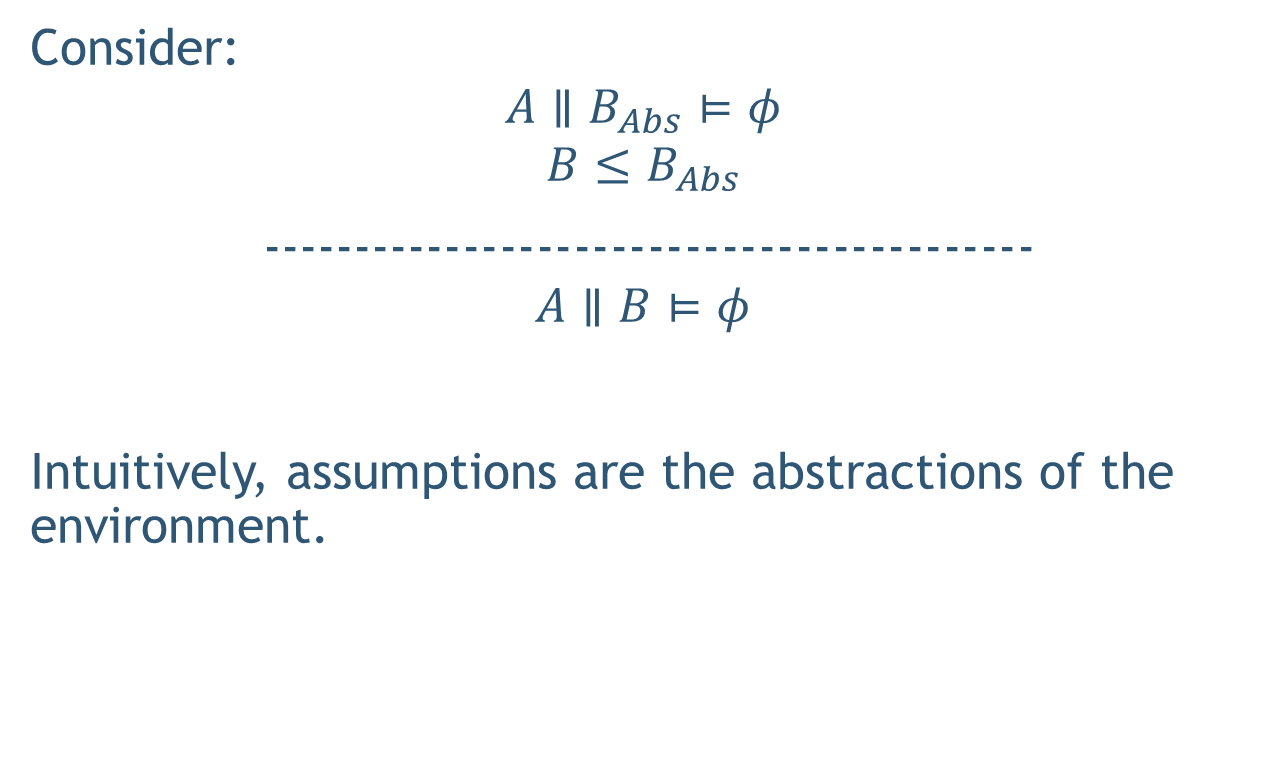 Consider:
A ∥ B_Abs ⊨ ϕ
B ≤ B_Abs
-------------------------------------------
A ∥ B ⊨ ϕ
Intuitively, assumptions are the abstractions of the
environment.